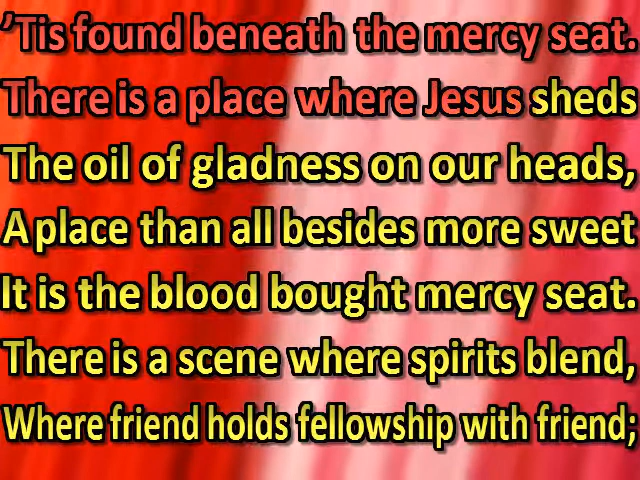 ’Tis found beneath the mercy seat.
There is a place where Jesus sheds
The oil of gladness on our heads,
A place than all besides more sweet
It is the blood bought mercy seat.
There is a scene where spirits blend,
Where friend holds fellowship with friend;